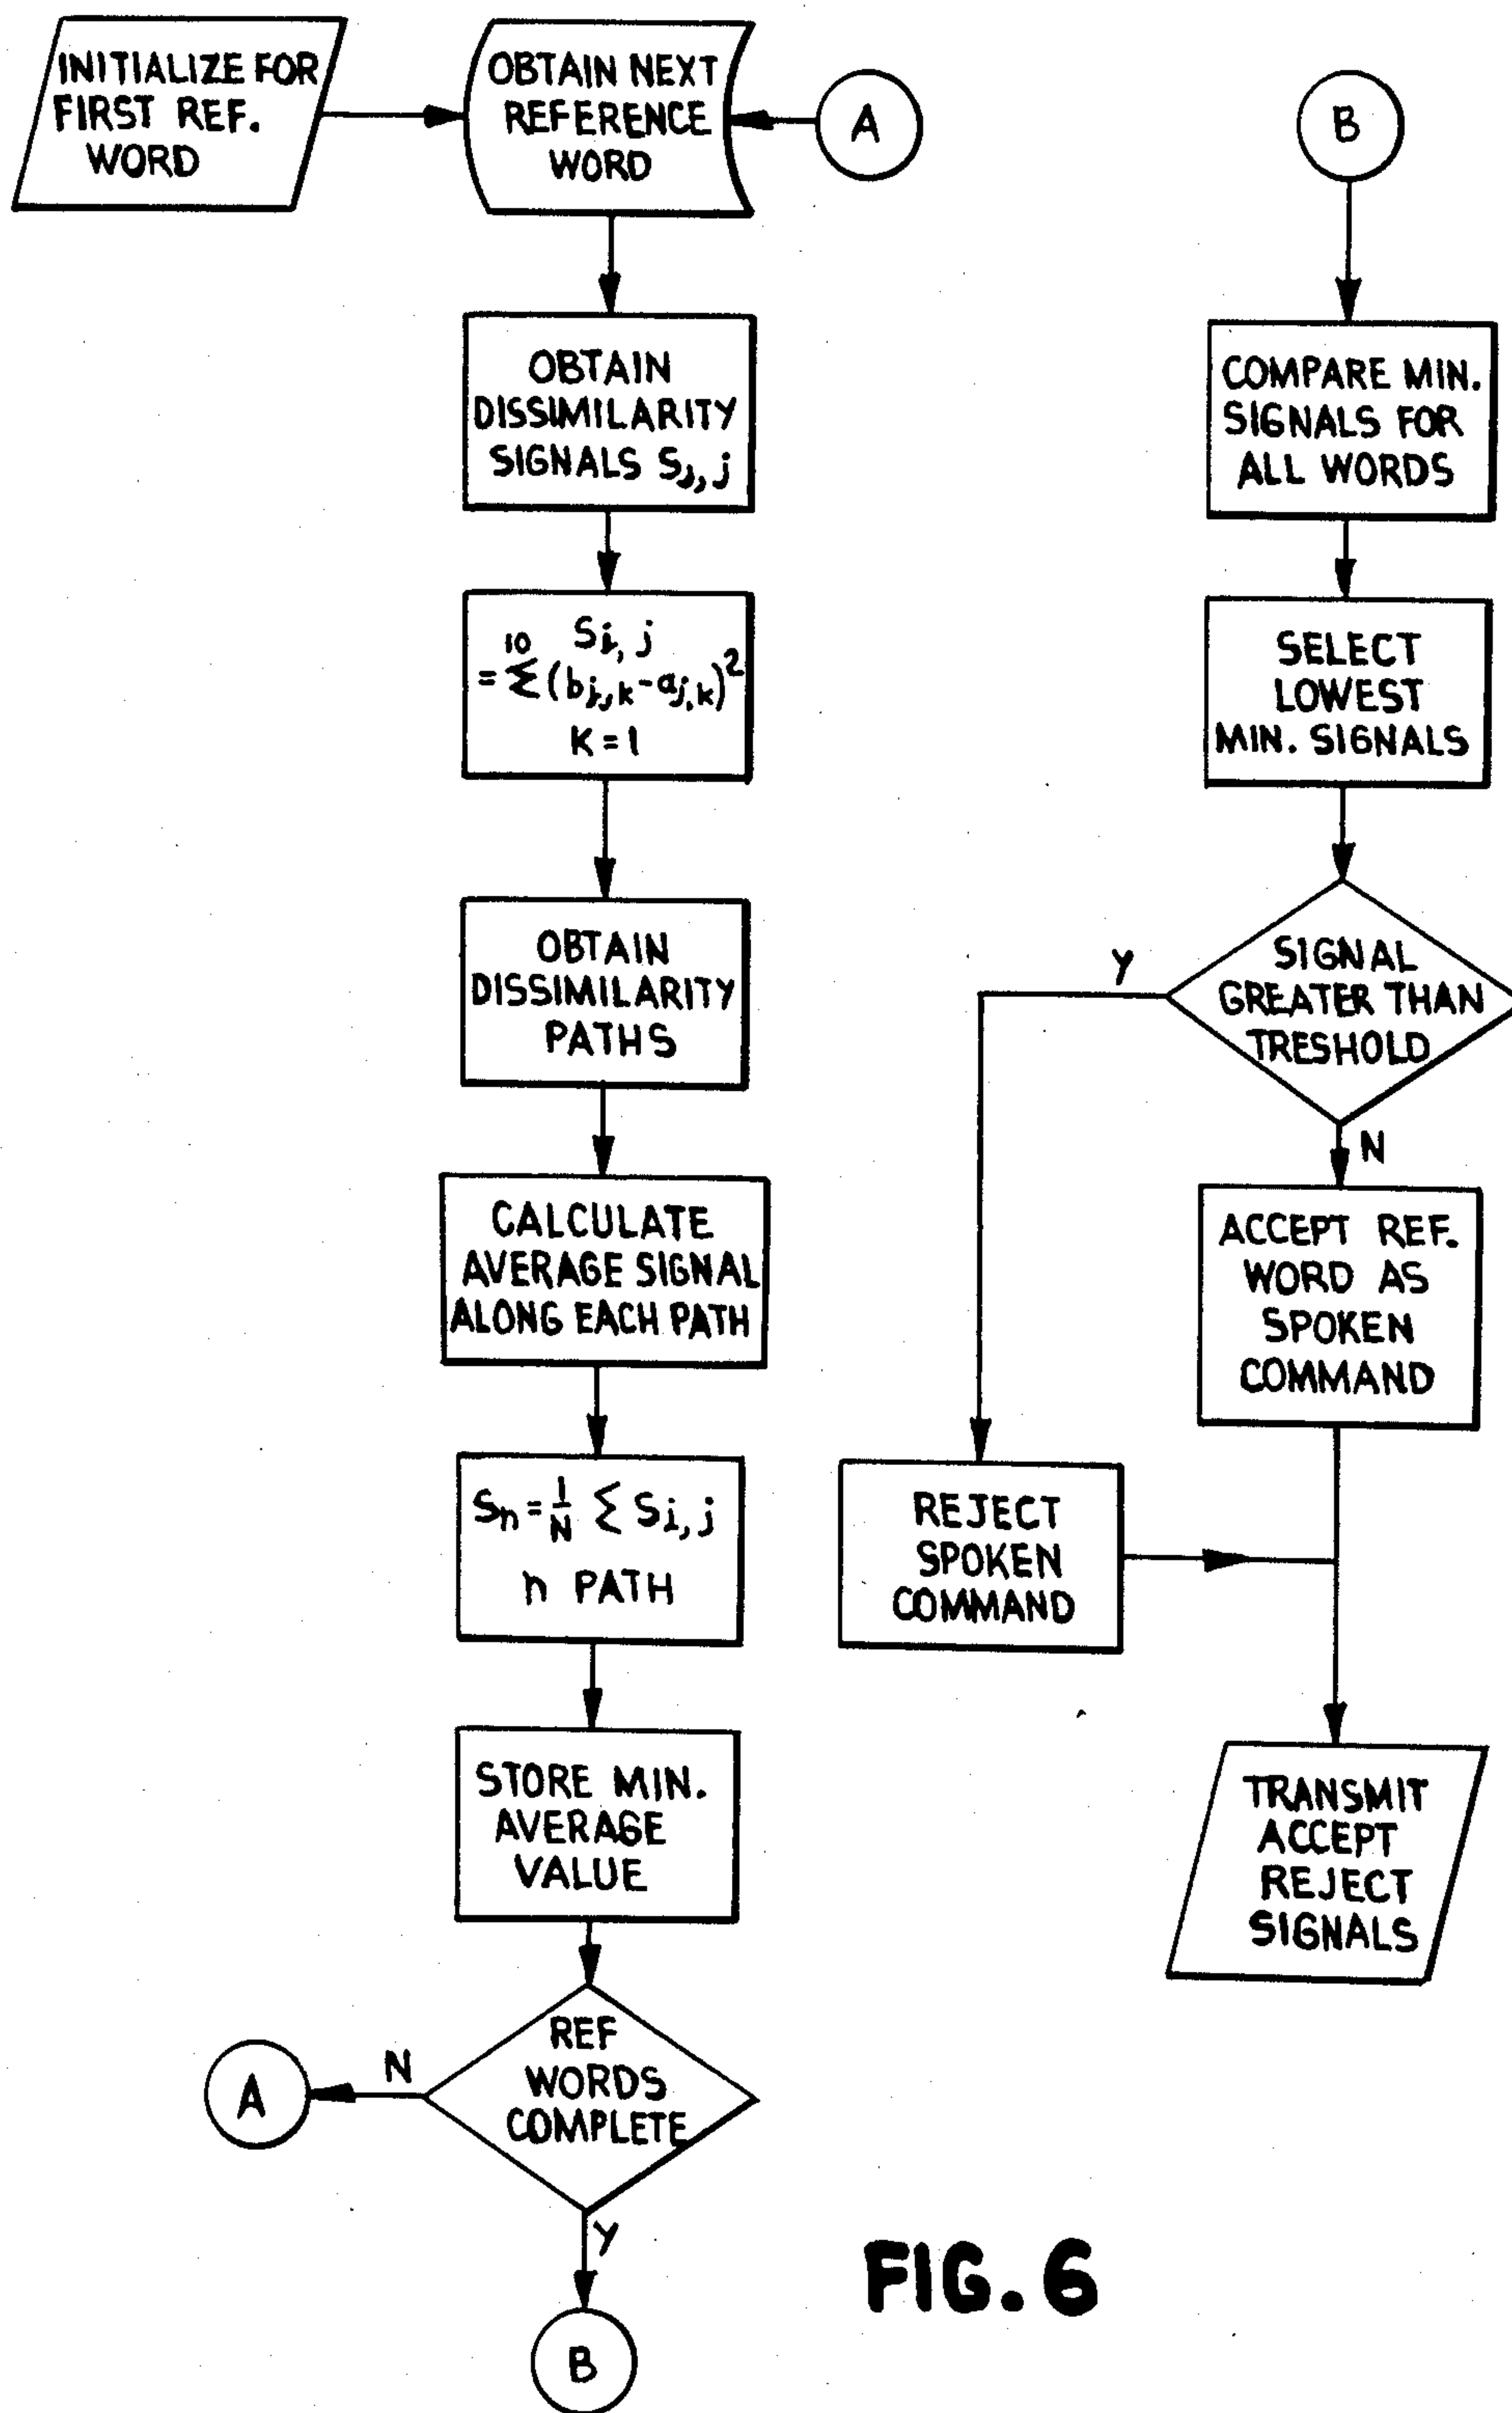 INITIALIZE FOR
FIRST REF.
WORD
OBTAIN NEXT
REFERENCE
WORD
A
OBTAIN
DISSIMILARITY
SIGNALS Sj,j
Si,j
= 10Σ (bj,k - aj,k)²
K = 1
OBTAIN
DISSIMILARITY
PATHS
CALCULATE
AVERAGE SIGNAL
ALONG EACH PATH
Sn = 1/N Σ Si,j
n PATH
STORE MIN.
AVERAGE
VALUE
REF
WORDS
COMPLETE
N
A
Y
B
B
COMPARE MIN.
SIGNALS FOR
ALL WORDS
SELECT
LOWEST
MIN. SIGNALS
SIGNAL
GREATER THAN
TRESHOLD
Y
N
ACCEPT REF.
WORD AS
SPOKEN
COMMAND
REJECT
SPOKEN
COMMAND
TRANSMIT
ACCEPT
REJECT
SIGNALS
FIG. 6